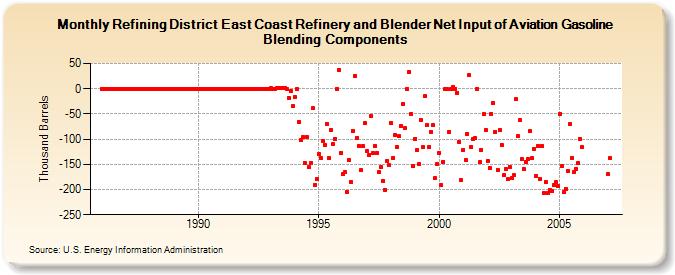 Monthly Refining District East Coast Refinery and Blender Net Input of Aviation Gasoline
Blending Components
Thousand Barrels
50
0
-50
-100
-150
-200
-250
1990
1995
2000
2005
Source: U.S. Energy Information Administration